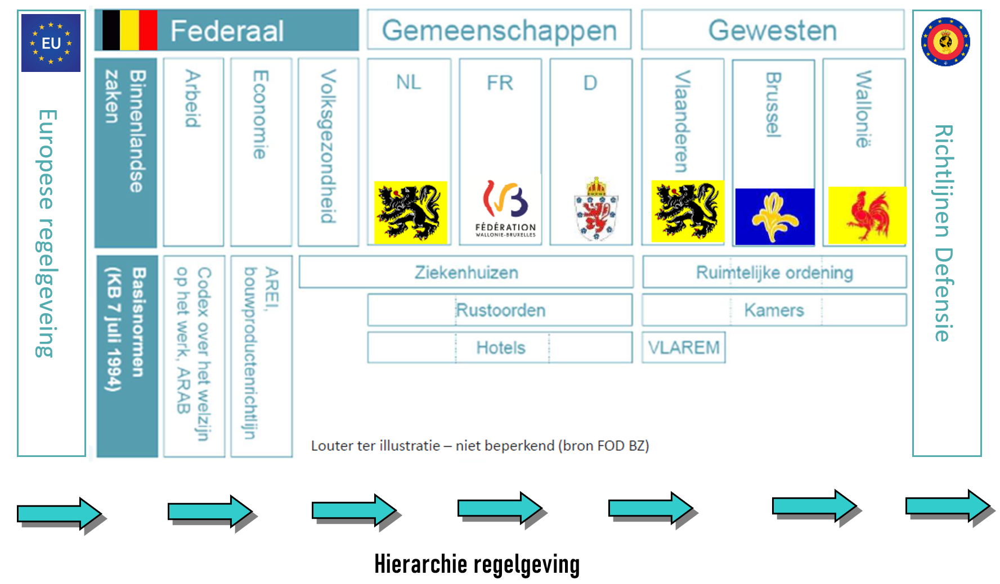 EU
Europese regelgeveing
Federaal
Gemeenschappen
Gewesten
Binnenlandse
zaken
Arbeid
Economie
Volksgezondheid
NL
FR
D
Vlaanderen
Brussel
Wallonië
FÉDÉRATION
WALLONIE-BRUXELLES
Basisnormen
(KB 7 juli 1994)
Codex over het welzijn
op het werk, ARAB
AREI,
bouwproductenrichtlijn
Ziekenhuizen
Ruimtelijke ordening
Rustoorden
Kamers
Hotels
VLAREM
Louter ter illustratie – niet beperkend (bron FOD BZ)
Richtlijnen Defensie
Hierarchie regelgeving